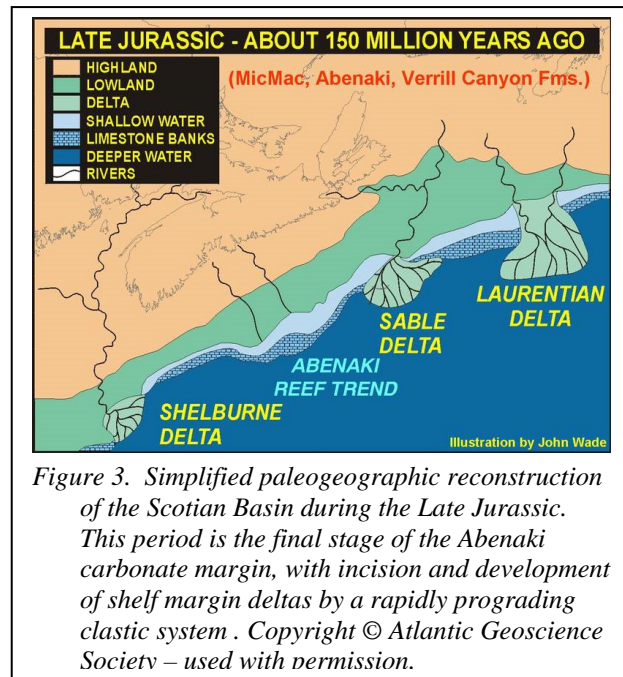 LATE JURASSIC - ABOUT 150 MILLION YEARS AGO
HIGHLAND
LOWLAND
DELTA
SHALLOW WATER
LIMESTONE BANKS
DEEPER WATER
RIVERS
(MicMac, Abenaki, Verrill Canyon Fms.)
LAURENTIAN
DELTA
SABLE
DELTA
ABENAKI
REEF TREND
SHELBURNE
DELTA
Illustration by John Wade
Figure 3.  Simplified paleogeographic reconstruction
of the Scotian Basin during the Late Jurassic.
This period is the final stage of the Abenaki
carbonate margin, with incision and development
of shelf margin deltas by a rapidly prograding
clastic system . Copyright © Atlantic Geoscience
Society – used with permission.